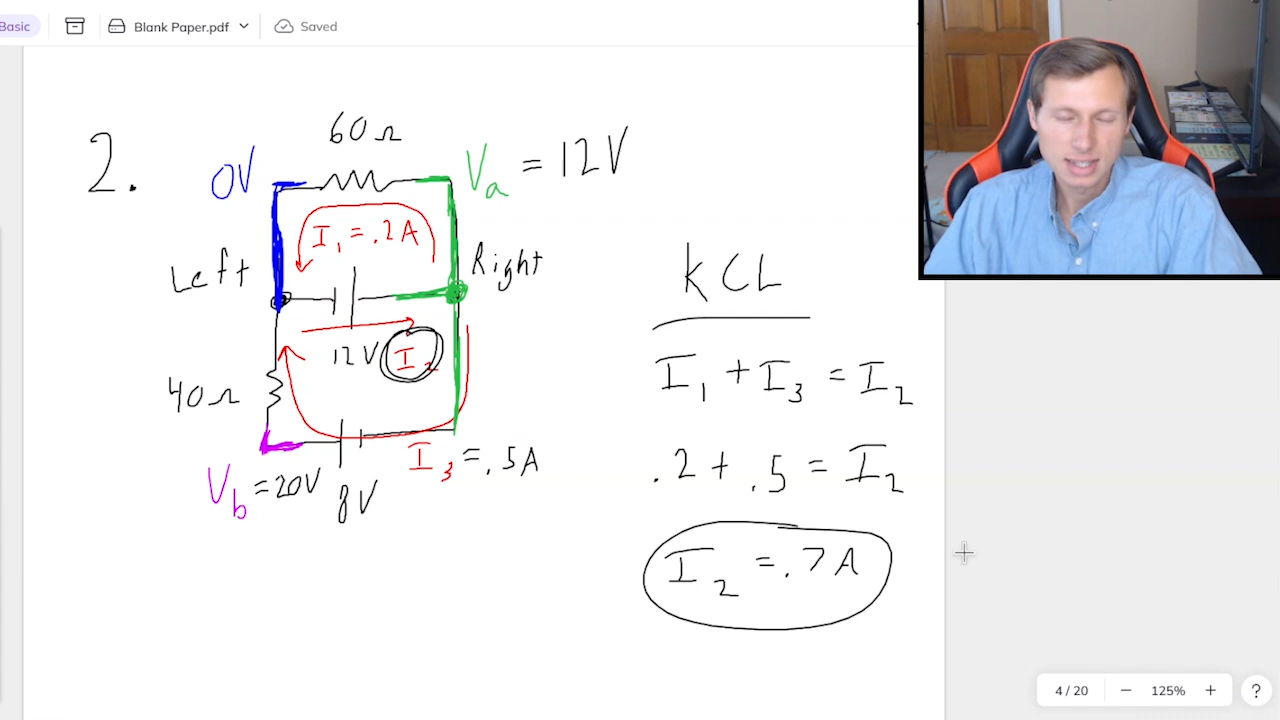 Basic
Blank Paper.pdf
Saved
2.
60Ω
0V
Va = 12V
I1 = .2A
Left
Right
12V
I2
40Ω
I3 = .5A
Vb = 20V
8V
KCL
I1 + I3 = I2
.2 + .5 = I2
I2 = .7A
4 / 20
125%
?